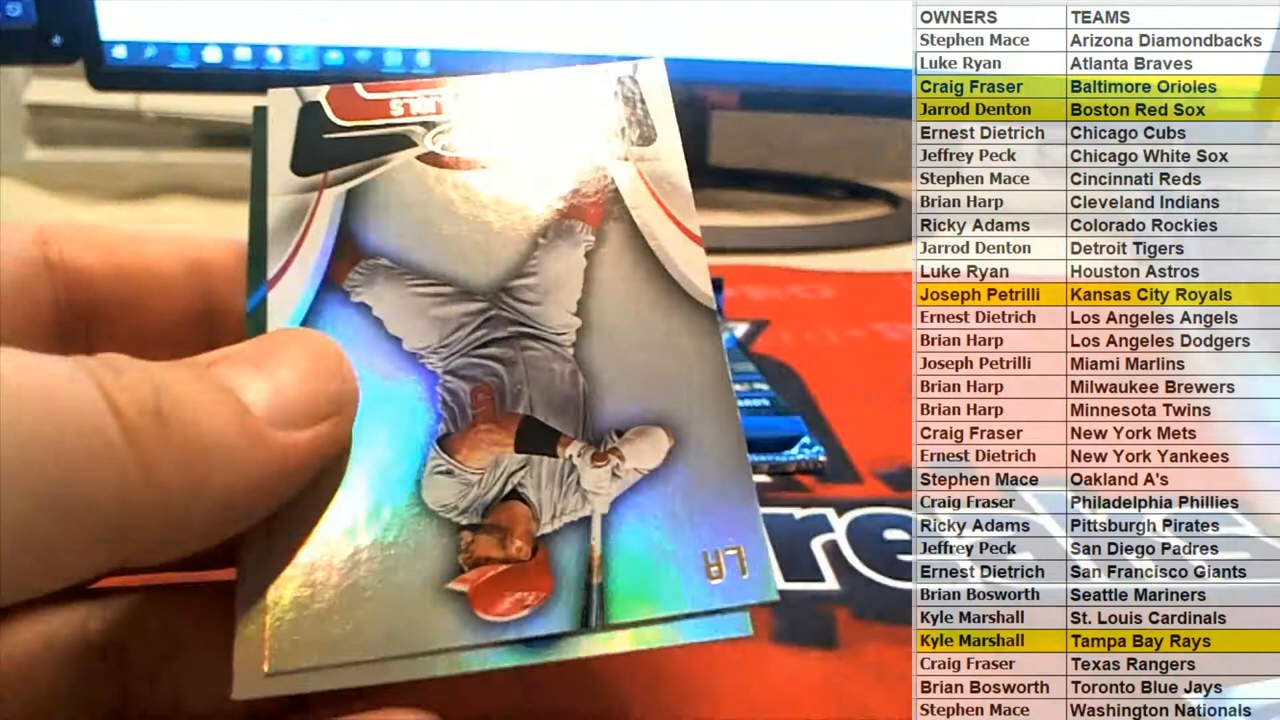 OWNERS TEAMS
Stephen Mace Arizona Diamondbacks
Luke Ryan Atlanta Braves
Craig Fraser Baltimore Orioles
Jarrod Denton Boston Red Sox
Ernest Dietrich Chicago Cubs
Jeffrey Peck Chicago White Sox
Stephen Mace Cincinnati Reds
Brian Harp Cleveland Indians
Ricky Adams Colorado Rockies
Jarrod Denton Detroit Tigers
Luke Ryan Houston Astros
Joseph Petrilli Kansas City Royals
Ernest Dietrich Los Angeles Angels
Brian Harp Los Angeles Dodgers
Joseph Petrilli Miami Marlins
Brian Harp Milwaukee Brewers
Brian Harp Minnesota Twins
Craig Fraser New York Mets
Ernest Dietrich New York Yankees
Stephen Mace Oakland A's
Craig Fraser Philadelphia Phillies
Ricky Adams Pittsburgh Pirates
Jeffrey Peck San Diego Padres
Ernest Dietrich San Francisco Giants
Brian Bosworth Seattle Mariners
Kyle Marshall St. Louis Cardinals
Kyle Marshall Tampa Bay Rays
Craig Fraser Texas Rangers
Brian Bosworth Toronto Blue Jays
Stephen Mace Washington Nationals
LA